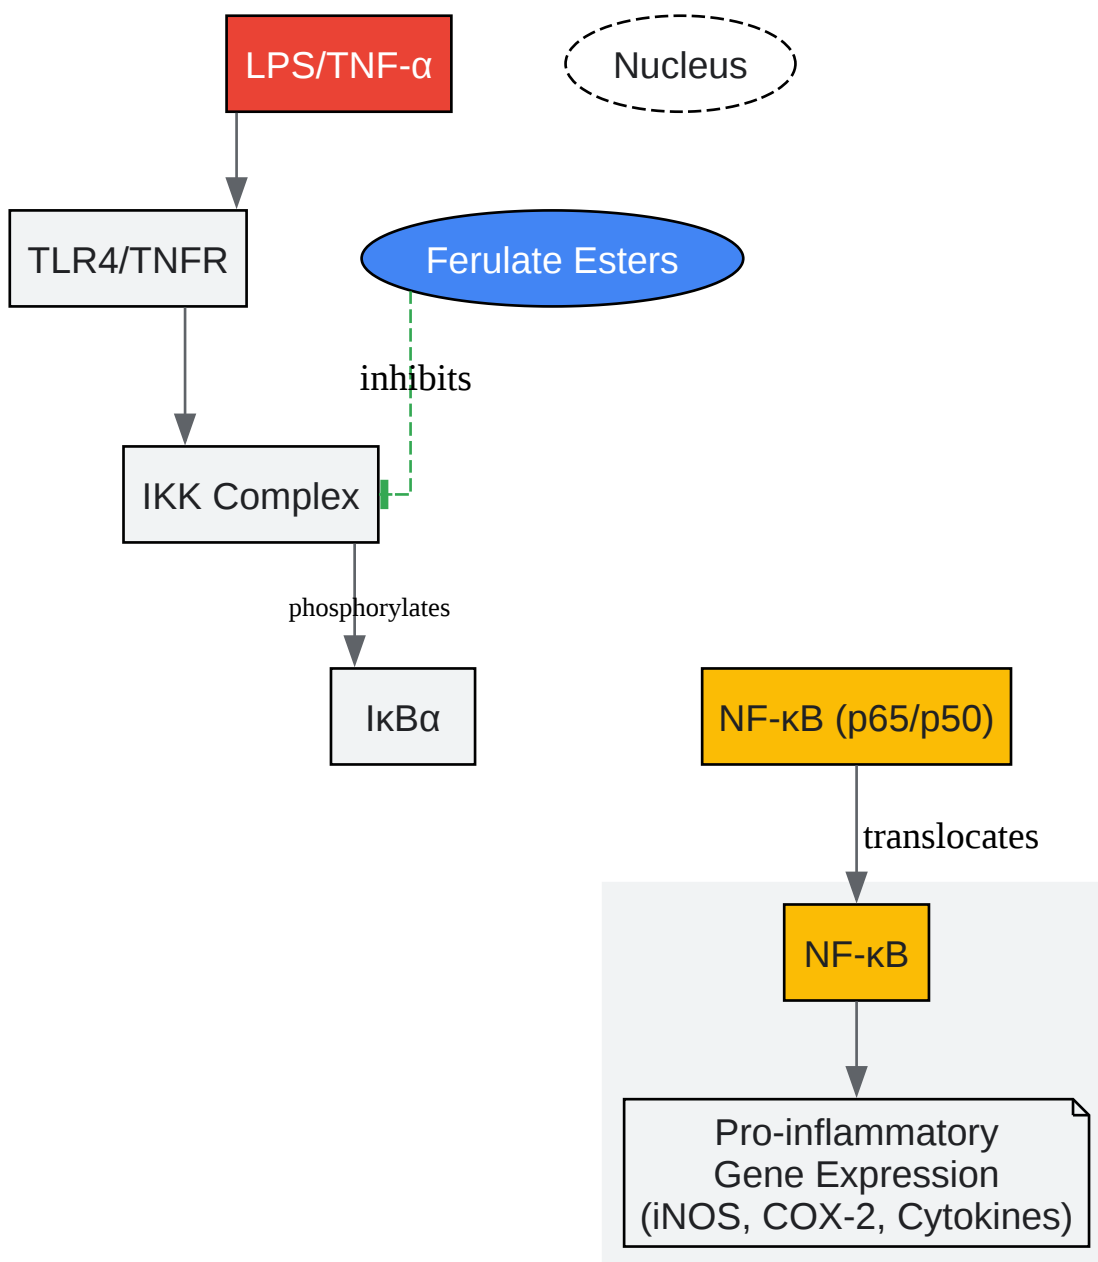 LPS/TNF-α
Nucleus
TLR4/TNFR
Ferulate Esters
inhibits
IKK Complex
phosphorylates
IκBα
NF-κB (p65/p50)
translocates
NF-κB
Pro-inflammatory
Gene Expression
(iNOS, COX-2, Cytokines)